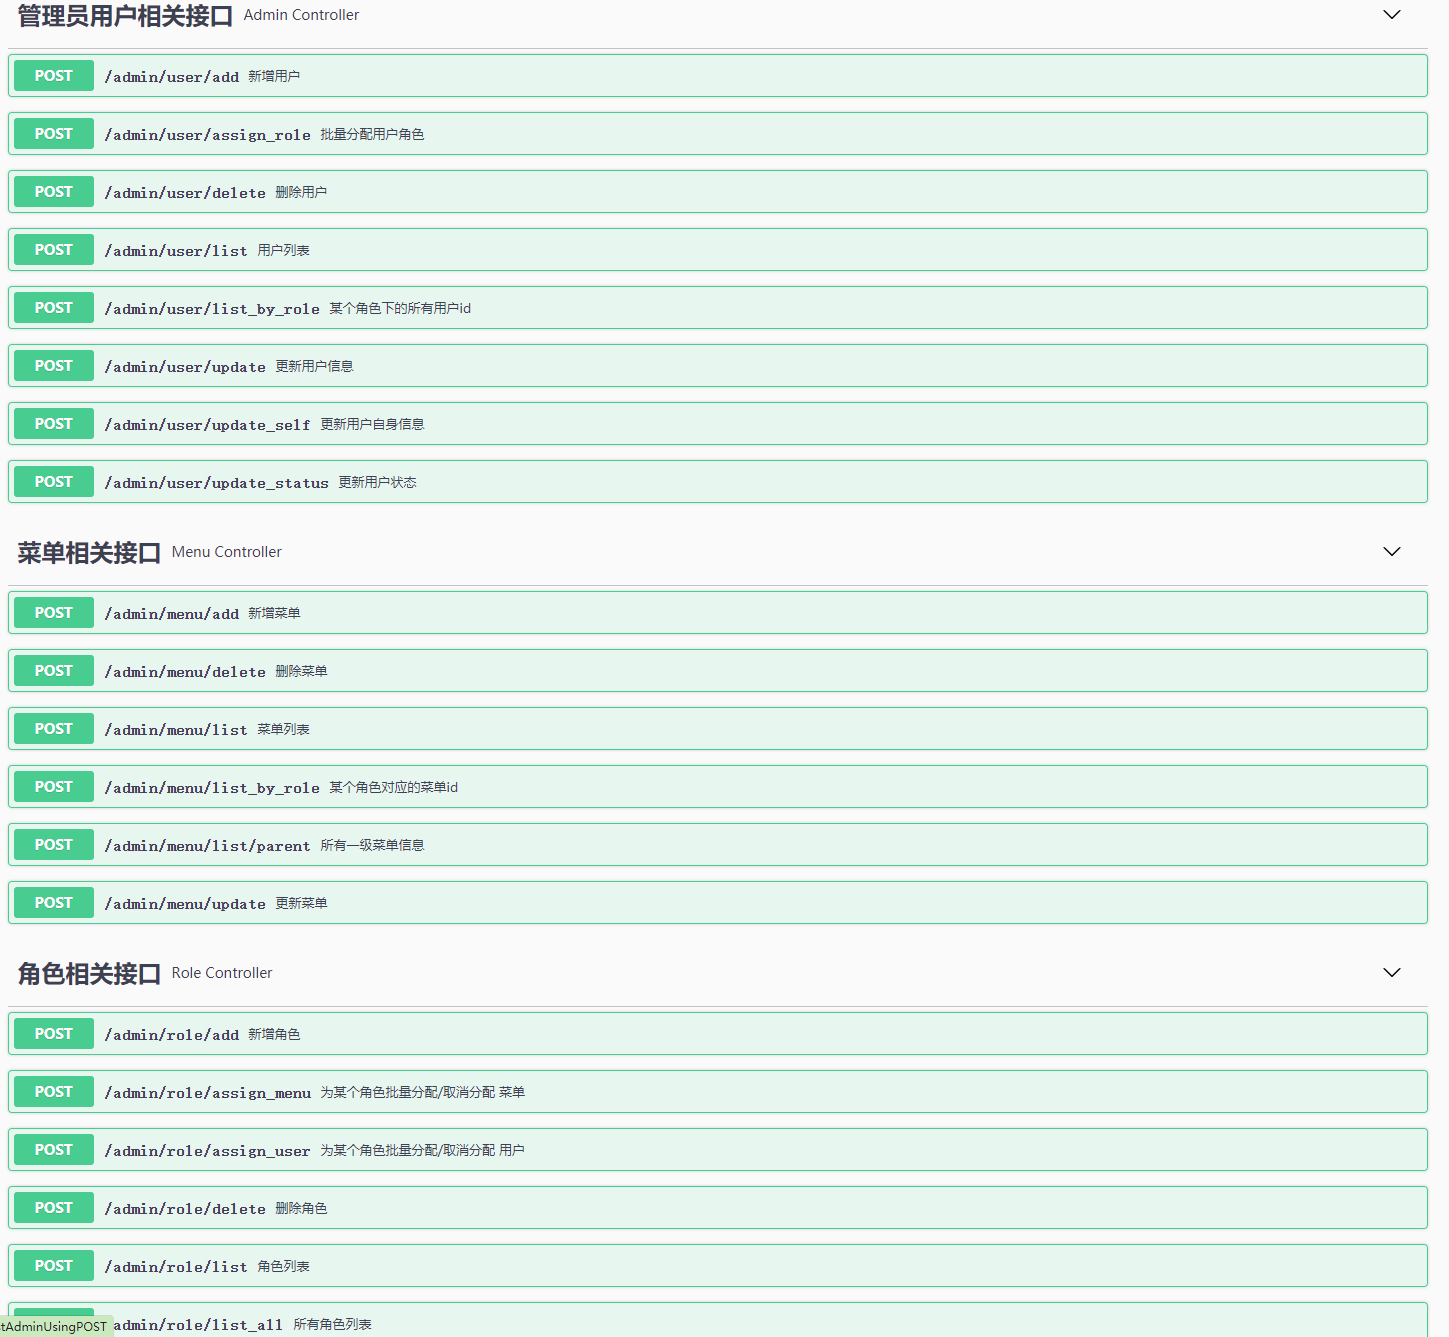 管理员用户相关接口 Admin Controller
POST /admin/user/add 新增用户
POST /admin/user/assign_role 批量分配用户角色
POST /admin/user/delete 删除用户
POST /admin/user/list 用户列表
POST /admin/user/list_by_role 某个角色下的所有用户id
POST /admin/user/update 更新用户信息
POST /admin/user/update_self 更新用户自身信息
POST /admin/user/update_status 更新用户状态
菜单相关接口 Menu Controller
POST /admin/menu/add 新增菜单
POST /admin/menu/delete 删除菜单
POST /admin/menu/list 菜单列表
POST /admin/menu/list_by_role 某个角色对应的菜单id
POST /admin/menu/list/parent 所有一级菜单信息
POST /admin/menu/update 更新菜单
角色相关接口 Role Controller
POST /admin/role/add 新增角色
POST /admin/role/assign_menu 为某个角色批量分配/取消分配 菜单
POST /admin/role/assign_user 为某个角色批量分配/取消分配 用户
POST /admin/role/delete 删除角色
POST /admin/role/list 角色列表
tAdminUsingPOST admin/role/list_all 所有角色列表